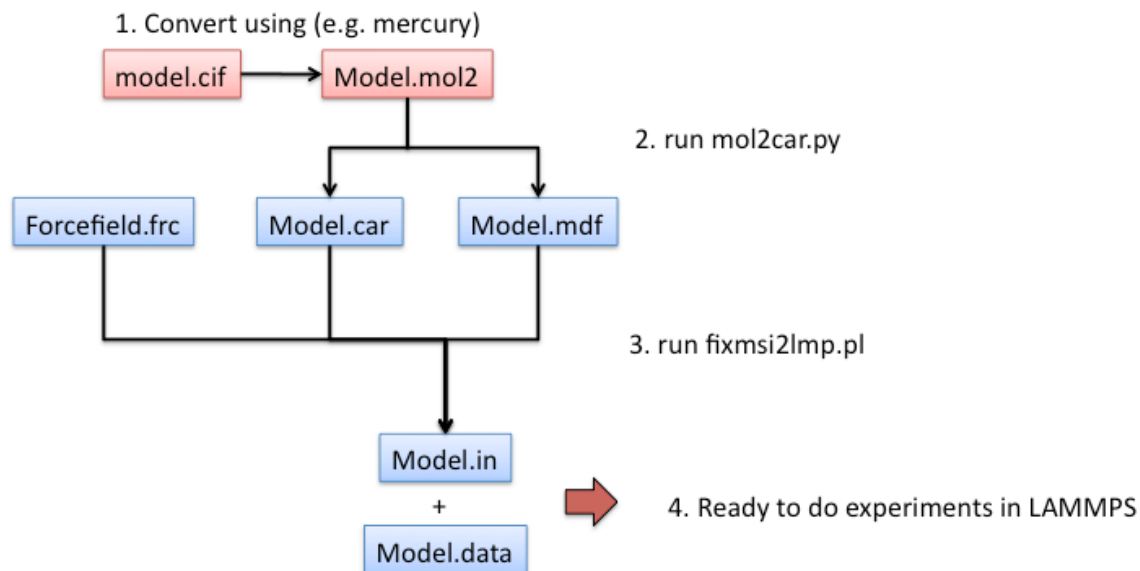 1. Convert using (e.g. mercury)
model.cif
Model.mol2
2. run mol2car.py
Forcefield.frc
Model.car
Model.mdf
3. run fixmsi2lmp.pl
Model.in
+
4. Ready to do experiments in LAMMPS
Model.data